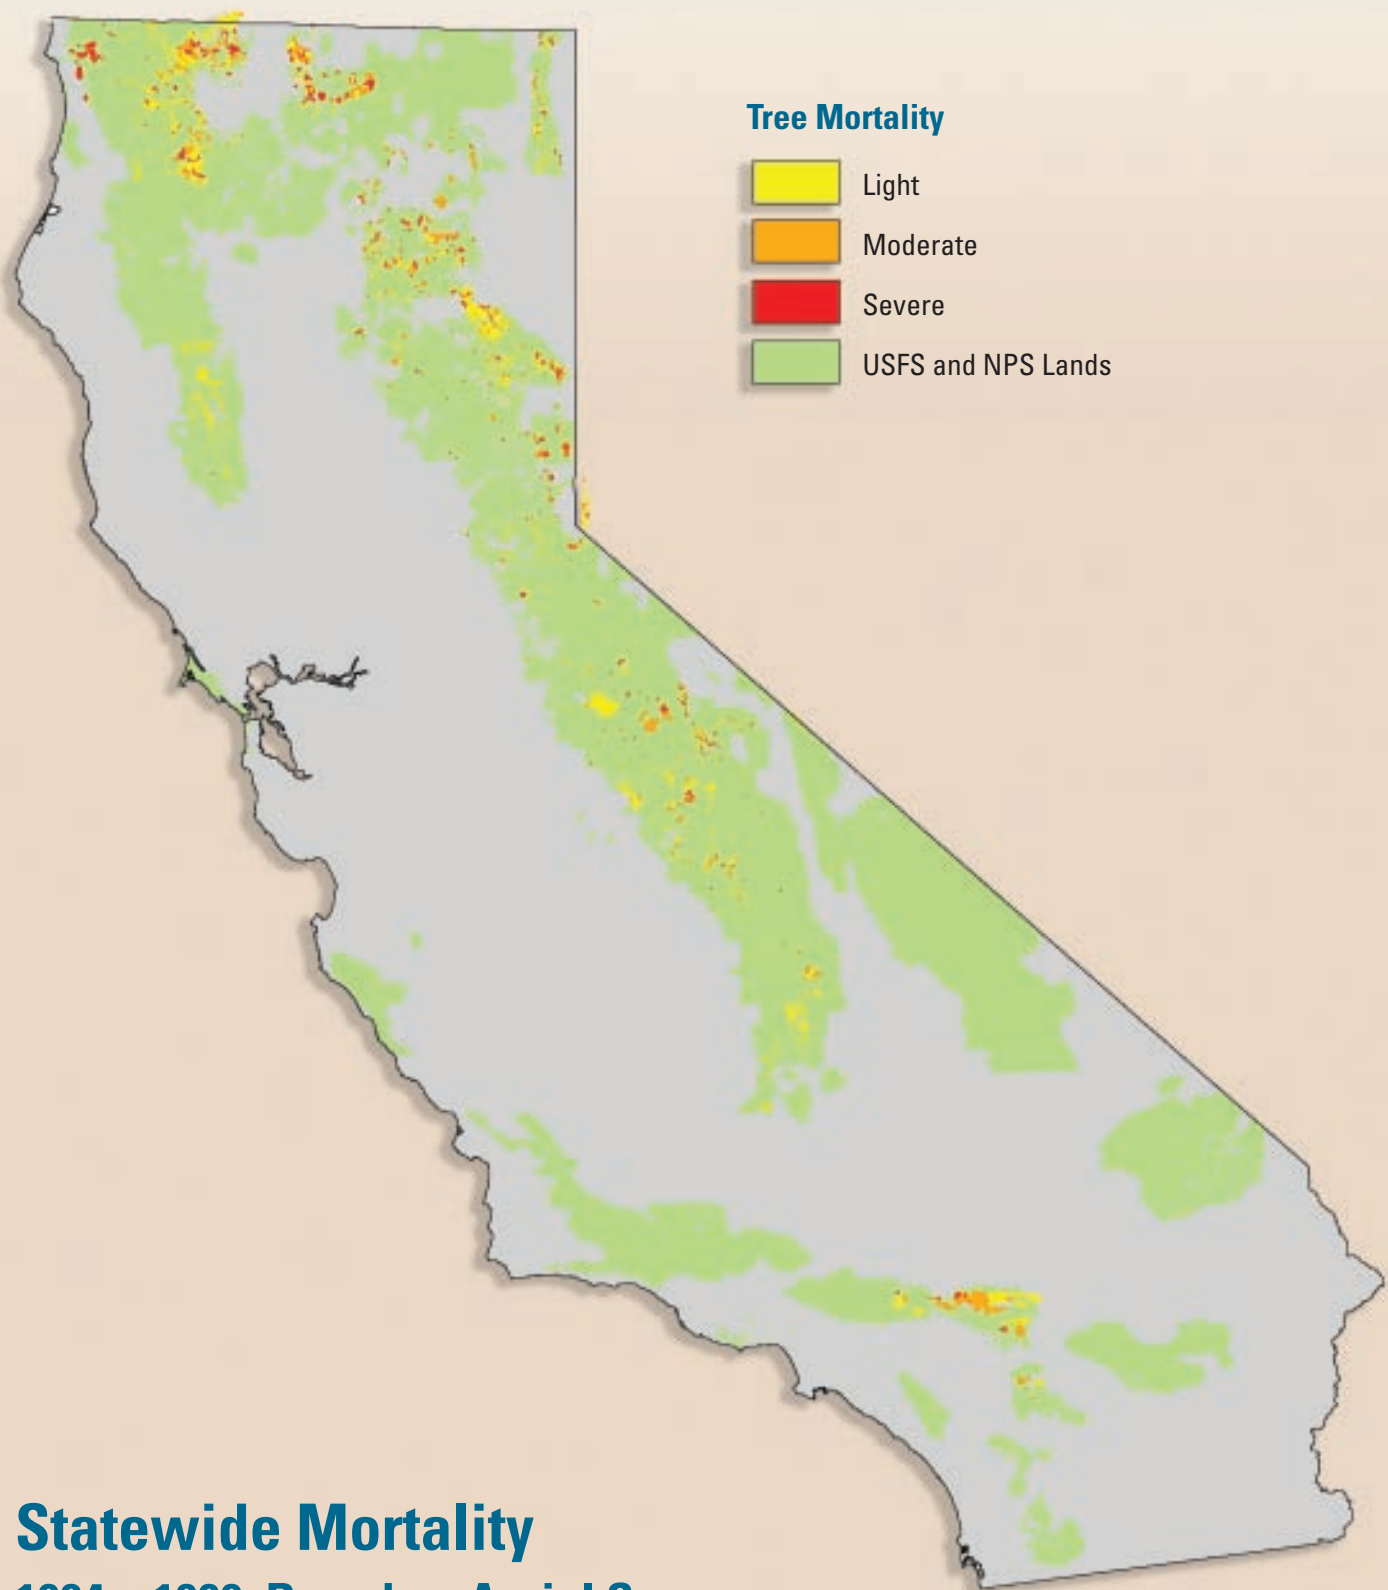 Tree Mortality
Light
Moderate
Severe
USFS and NPS Lands
Statewide Mortality